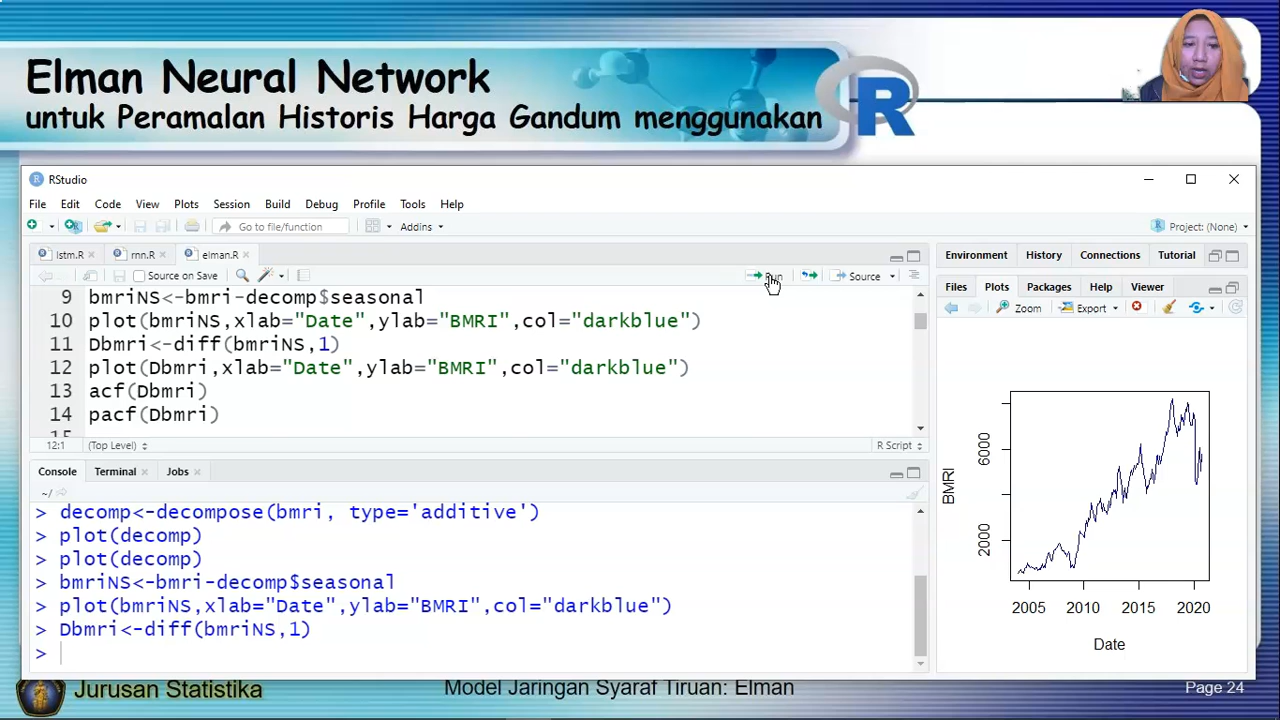 Elman Neural Network
untuk Peramalan Historis Harga Gandum menggunakan
R
RStudio
File Edit Code View Plots Session Build Debug Profile Tools Help
Go to file/function
Addins
Project: (None)
lstm.R
rnn.R
elman.R
Source on Save
Run
Source
9 bmriNS<-bmri-decomp$seasonal
10 plot(bmriNS,xlab="Date",ylab="BMRI",col="darkblue")
11 Dbmri<-diff(bmriNS,1)
12 plot(Dbmri,xlab="Date",ylab="BMRI",col="darkblue")
13 acf(Dbmri)
14 pacf(Dbmri)
15
12:1 (Top Level) R Script
Console Terminal Jobs
~/
> decomp<-decompose(bmri, type='additive')
> plot(decomp)
> plot(decomp)
> bmriNS<-bmri-decomp$seasonal
> plot(bmriNS,xlab="Date",ylab="BMRI",col="darkblue")
> Dbmri<-diff(bmriNS,1)
>
Environment History Connections Tutorial
Files Plots Packages Help Viewer
Zoom Export
BMRI
6000
2000
2005 2010 2015 2020
Date
Jurusan Statistika
Model Jaringan Syaraf Tiruan: Elman
Page 24